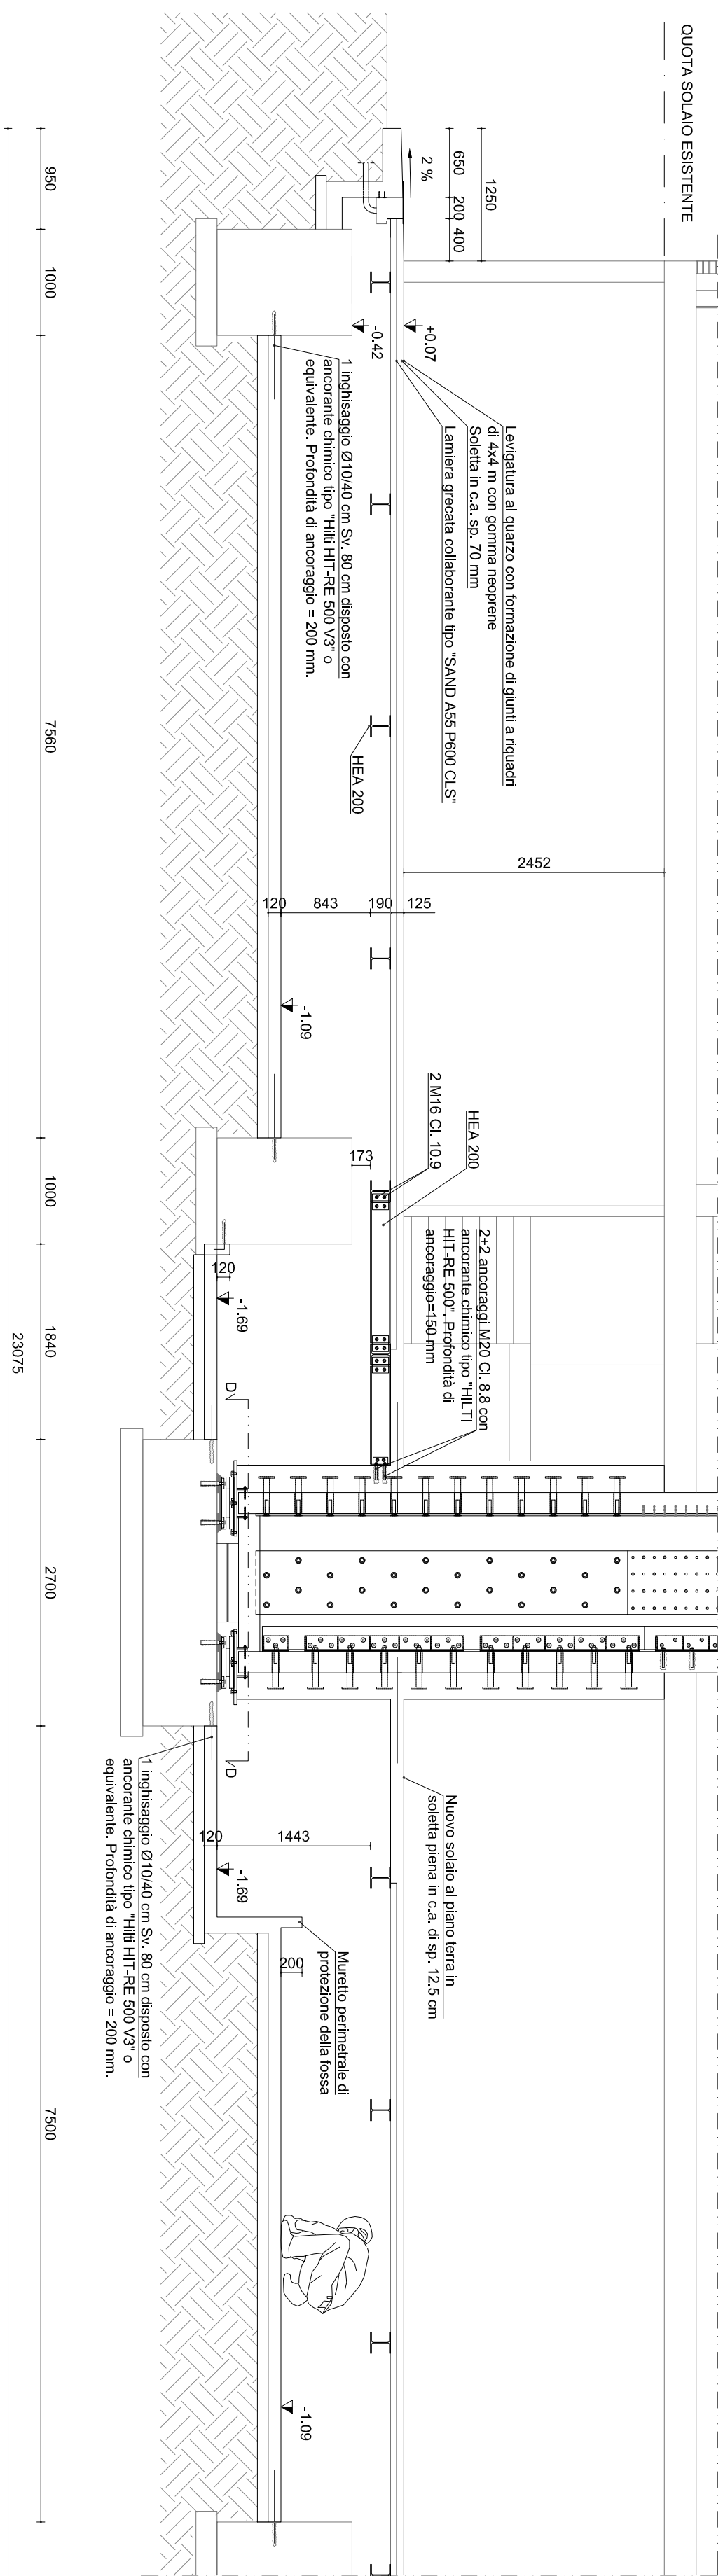 QUOTA SOLAIO ESISTENTE
1250
650
200
400
2 %
+0.07
-0.42
Levigatura al quarzo con formazione di giunti a riquadri
di 4x4 m con gomma neoprene
Soletta in c.a. sp. 70 mm
Lamiera grecata collaborante tipo "SAND A55 P600 CLS"
1 inghisaggio Ø10/40 cm Sv. 80 cm disposto con
ancorante chimico tipo "Hilti HIT-RE 500 V3" o
equivalente. Profondità di ancoraggio = 200 mm.
HEA 200
2452
125
190
843
120
-1.09
HEA 200
2 M16 Cl. 10.9
173
2+2 ancoraggi M20 Cl. 8.8 con
ancorante chimico tipo "HILTI
HIT-RE 500". Profondità di
ancoraggio=150 mm
120
-1.69
D
D
Nuovo solaio al piano terra in
soletta piena in c.a. di sp. 12.5 cm
1443
120
-1.69
200
Muretto perimetrale di
protezione della fossa
1 inghisaggio Ø10/40 cm Sv. 80 cm disposto con
ancorante chimico tipo "Hilti HIT-RE 500 V3" o
equivalente. Profondità di ancoraggio = 200 mm.
-1.09
950
1000
7560
1000
1840
2700
7500
23075